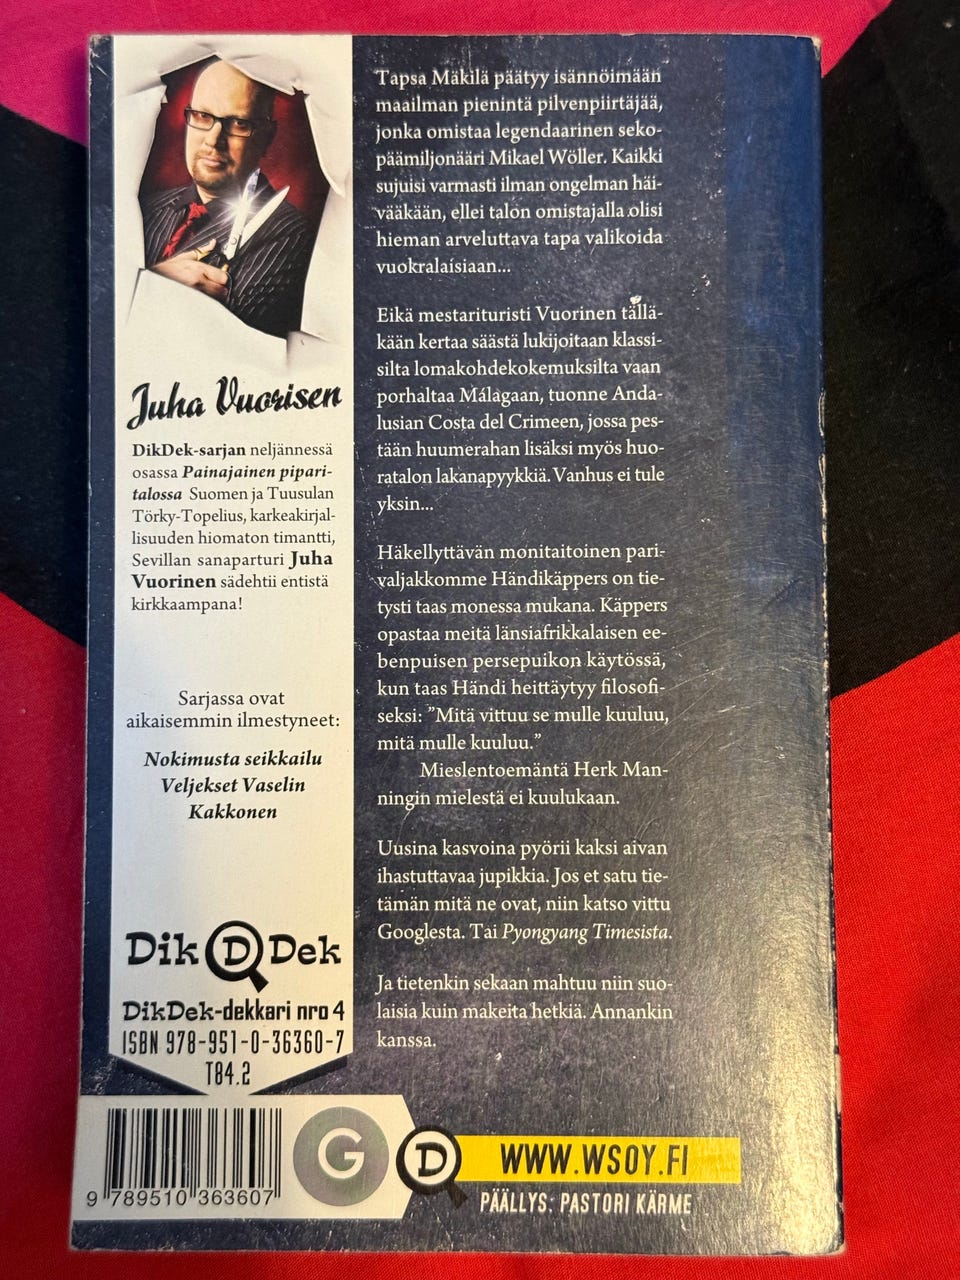 Juha Vuorisen
DikDek-sarjan neljännessä
osassa Painajainen pipari-
talossa Suomen ja Tuusulan
Törky-Topelius, karkeakirjal-
lisuuden hiomaton timantti,
Sevillan sanaparturi Juha
Vuorinen sädehtii entistä
kirkkaampana!
Sarjassa ovat
aikaisemmin ilmestyneet:
Nokimusta seikkailu
Veljekset Vaselin
Kakkonen
Dik D Dek
DikDek-dekkari nro 4
ISBN 978-951-0-36360-7
T84.2
Tapsa Mäkilä päätyy isännöimään
maailman pienintä pilvenpiirtäjää,
jonka omistaa legendaarinen seko-
päämiljonääri Mikael Wöller. Kaikki
sujuisi varmasti ilman ongelman häi-
vääkään, ellei talon omistajalla olisi
hieman arveluttava tapa valikoida
vuokralaisiaan...
Eikä mestarituristi Vuorinen tällä-
kään kertaa säästä lukijoitaan klassi-
silta lomakohdekokemuksilta vaan
porhaltaa Málagaan, tuonne Anda-
lusian Costa del Crimeen, jossa pes-
tään huumerahan lisäksi myös huo-
ratalon lakanapyykkiä. Vanhus ei tule
yksin...
Häkellyttävän monitaitoinen pari-
valjakkomme Händikäppers on tie-
tysti taas monessa mukana. Käppers
opastaa meitä länsiafrikkalaisen ee-
benpuisen persepuikon käytössä,
kun taas Händi heittäytyy filosofi-
seksi: ”Mitä vittuu se mulle kuuluu,
mitä mulle kuuluu.”
Mieslentoemäntä Herk Man-
ningin mielestä ei kuulukaan.
Uusina kasvoina pyörii kaksi aivan
ihastuttavaa jupikkia. Jos et satu tie-
tämän mitä ne ovat, niin katso vittu
Googlesta. Tai Pyongyang Timesista.
Ja tietenkin sekaan mahtuu niin suo-
laisia kuin makeita hetkiä. Annankin
kanssa.
9 789510 363607
G
D
WWW.WSOY.FI
PÄÄLLYS: PASTORI KÄRME